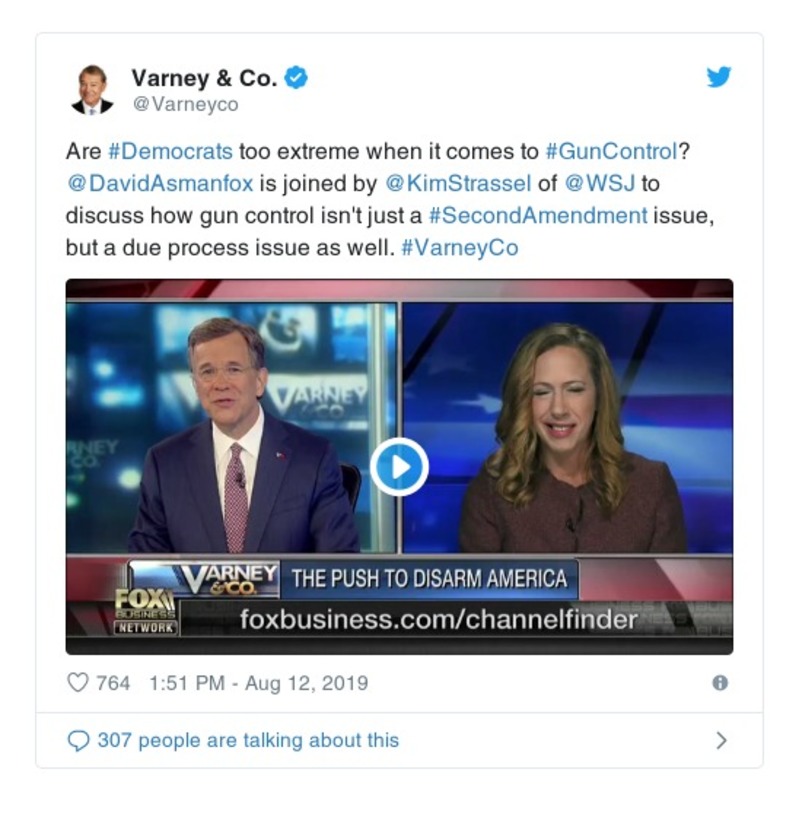 Varney & Co.
@Varneyco
Are #Democrats too extreme when it comes to #GunControl?
@DavidAsmanfox is joined by @KimStrassel of @WSJ to
discuss how gun control isn't just a #SecondAmendment issue,
but a due process issue as well. #VarneyCo
VARNEY
& CO.
NEY
CO.
VARNEY
& CO.
THE PUSH TO DISARM AMERICA
FOX
BUSINESS
NETWORK
foxbusiness.com/channelfinder
764 1:51 PM - Aug 12, 2019
307 people are talking about this